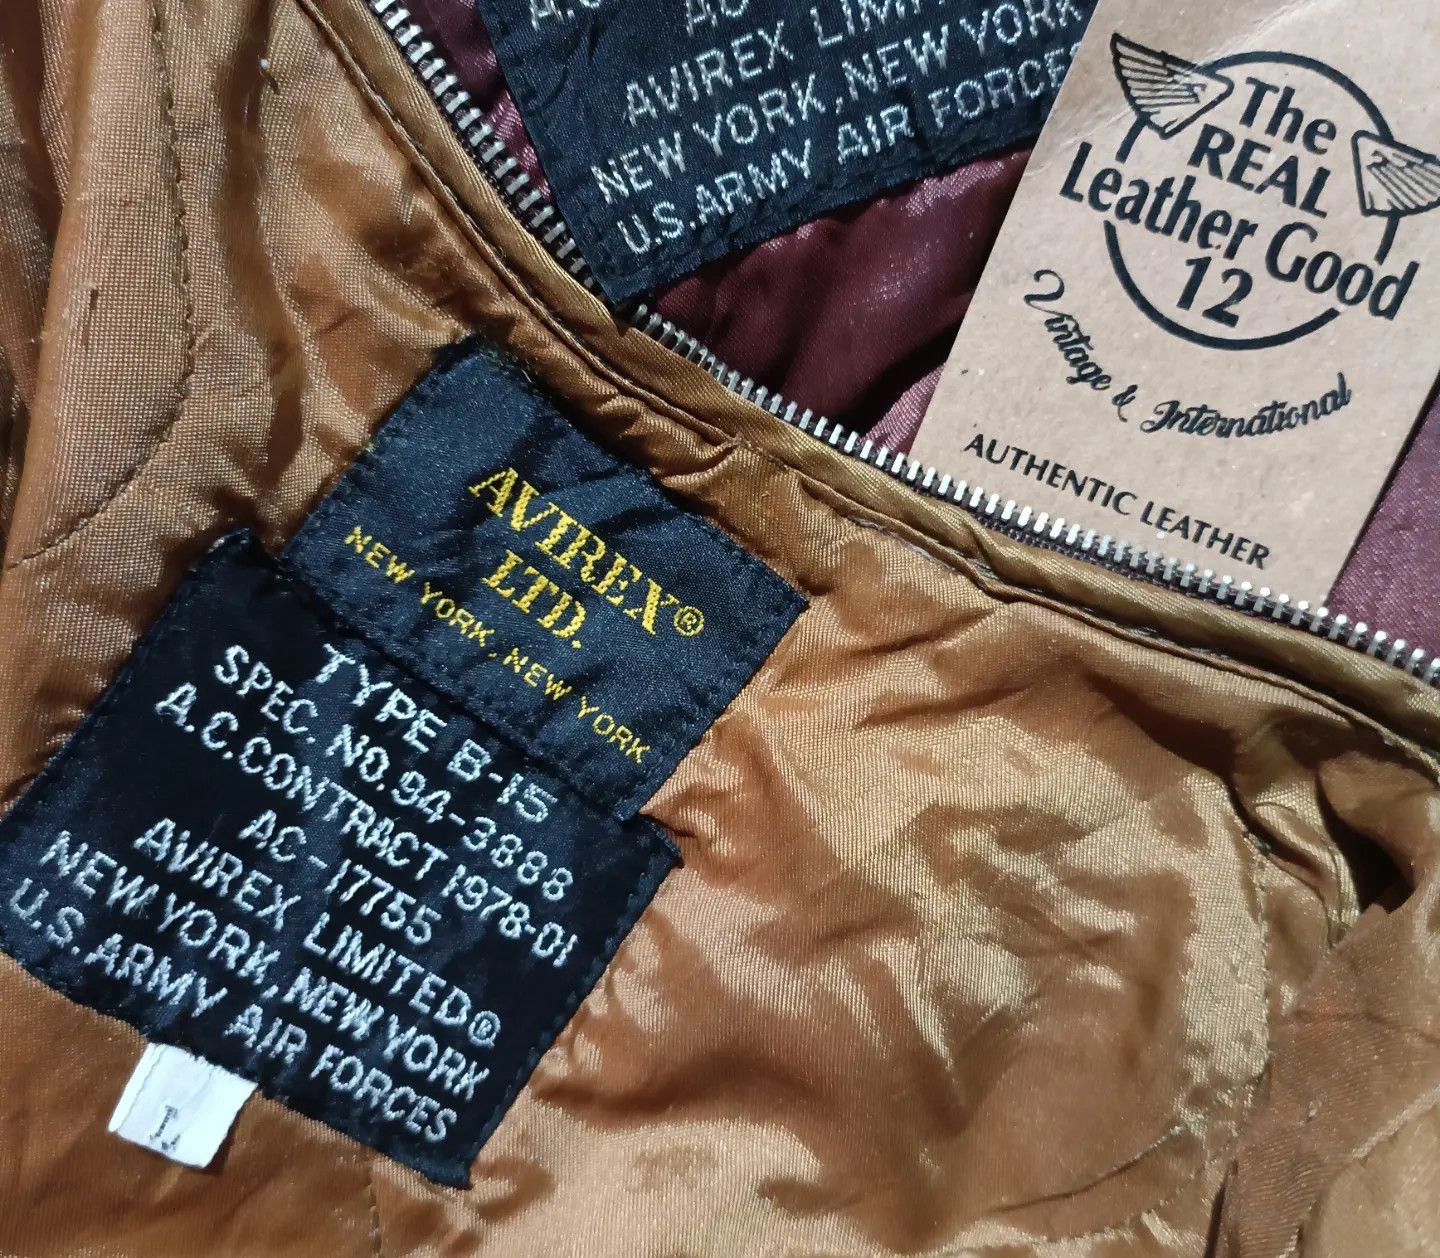 AVIREX LIMI
NEW YORK, NEW YORK
U.S. ARMY AIR FORCES
The
REAL
Leather Good
12
Vintage & International
AUTHENTIC LEATHER
AVIREX®
LTD.
NEW YORK, NEW YORK
TYPE B-15
SPEC. NO. 94-3888
A.C. CONTRACT 1978-01
AC-17755
AVIREX LIMITED®
NEW YORK, NEW YORK
U.S. ARMY AIR FORCES
L